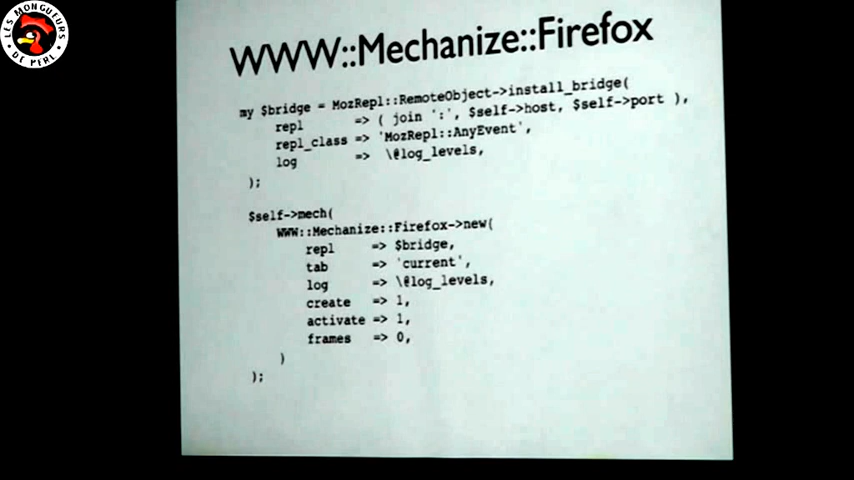 LES MONGUEURS
DE PERL
WWW::Mechanize::Firefox
my $bridge = MozRepl::RemoteObject->install_bridge(
repl => ( join ':', $self->host, $self->port ),
repl_class => 'MozRepl::AnyEvent',
log => \@log_levels,
);
$self->mech(
WWW::Mechanize::Firefox->new(
repl => $bridge,
tab => 'current',
log => \@log_levels,
create => 1,
activate => 1,
frames => 0,
)
);